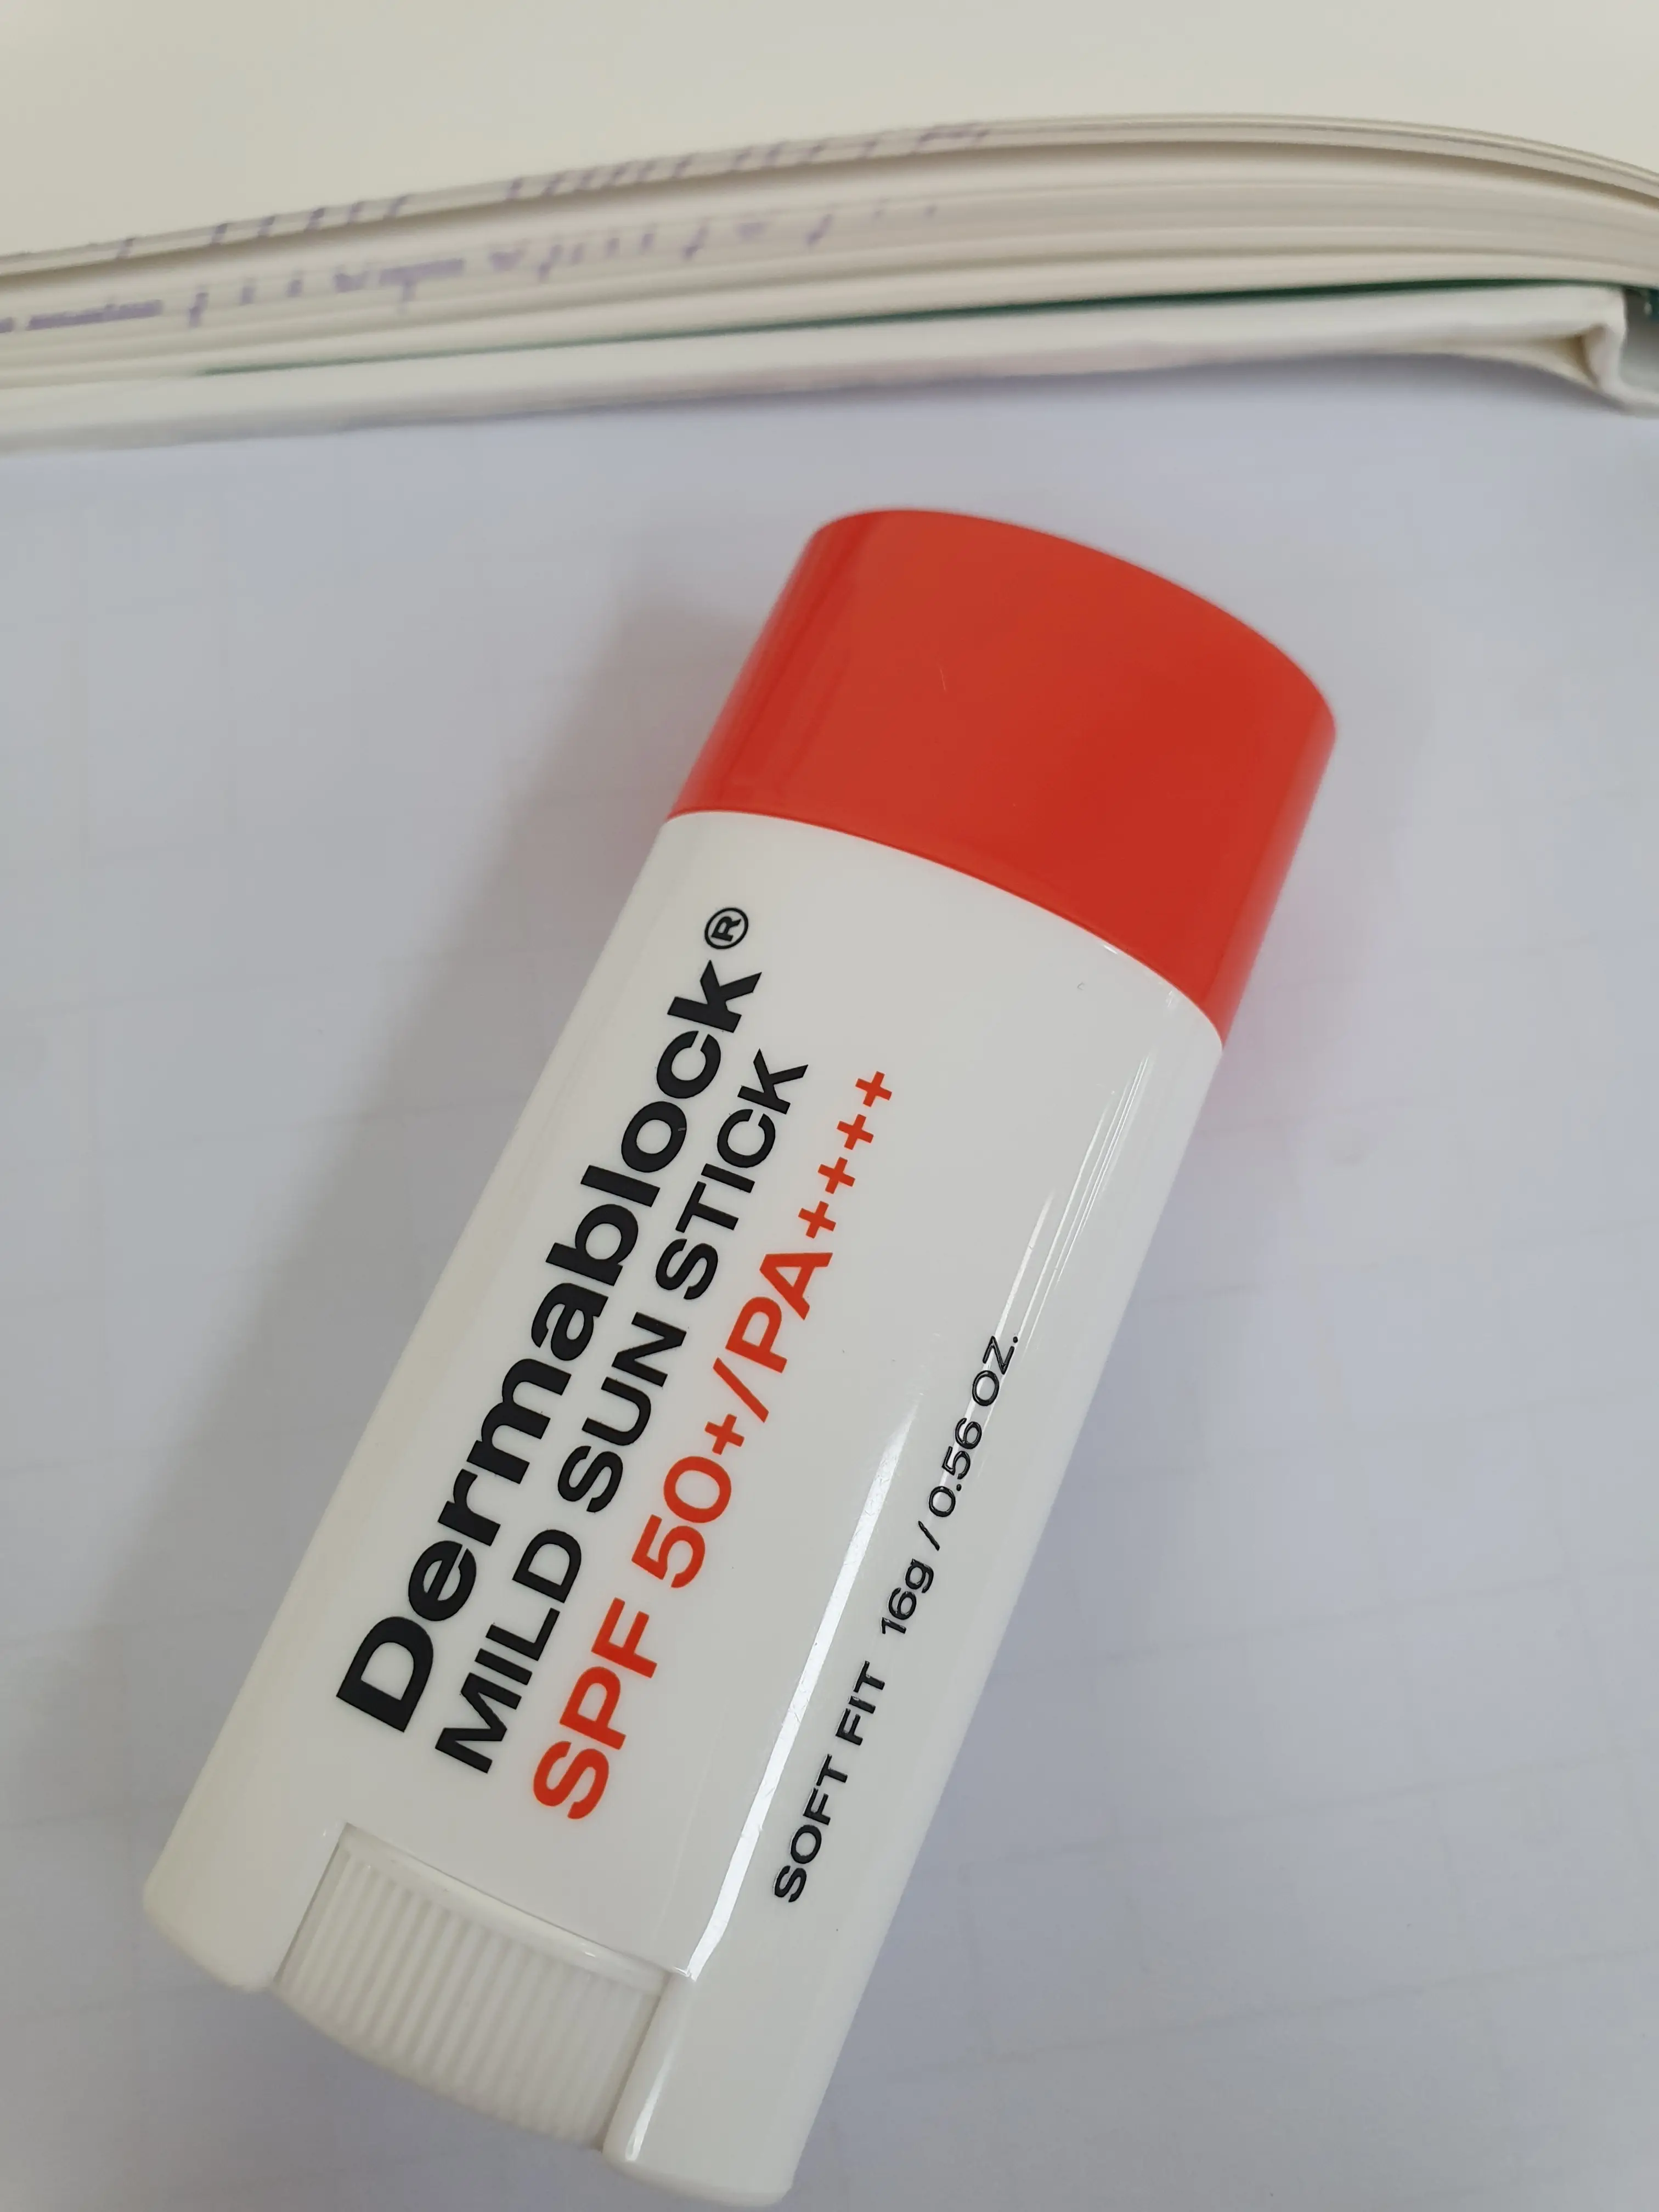 Dermablock®
MILD SUN STICK
SPF 50+/PA++++
SOFT FIT 16g / 0.56 OZ.